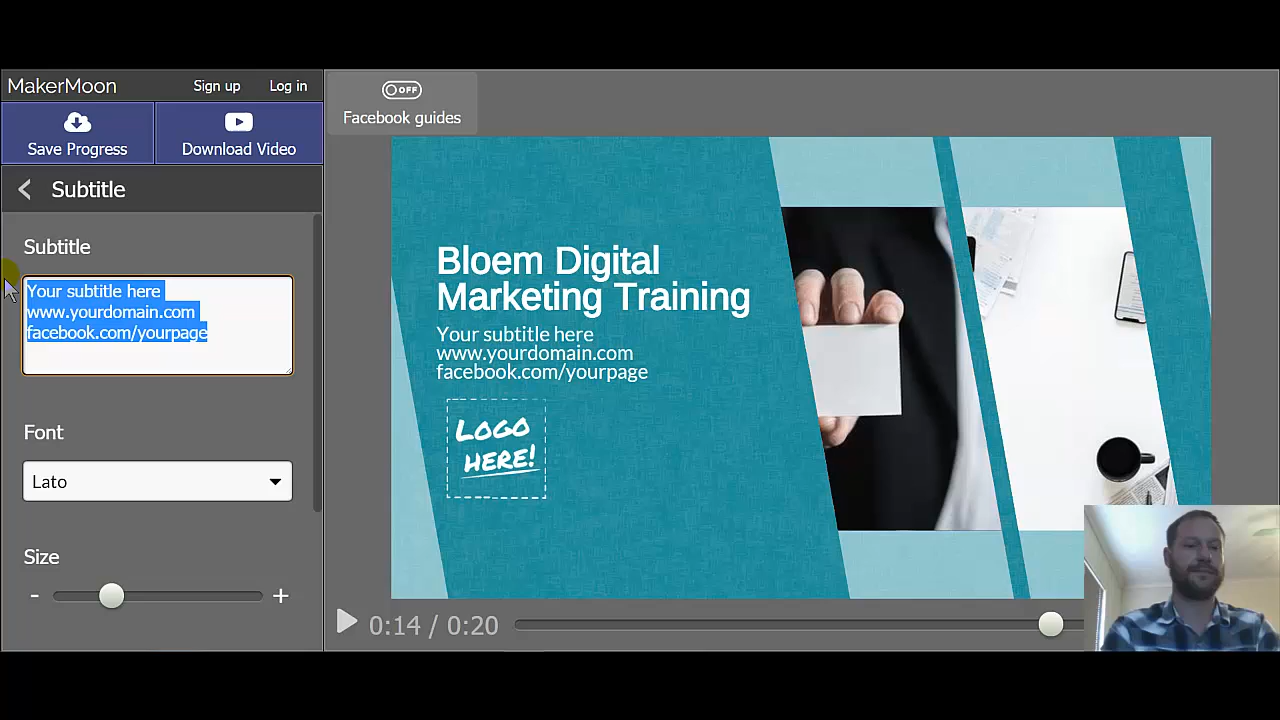 MakerMoon
Sign up
Log in
Save Progress
Download Video
Subtitle
Subtitle
Your subtitle here
www.yourdomain.com
facebook.com/yourpage
Font
Lato
Size
-
+
OFF
Facebook guides
Bloem Digital
Marketing Training
Your subtitle here
www.yourdomain.com
facebook.com/yourpage
LOGO
HERE!
0:14 / 0:20